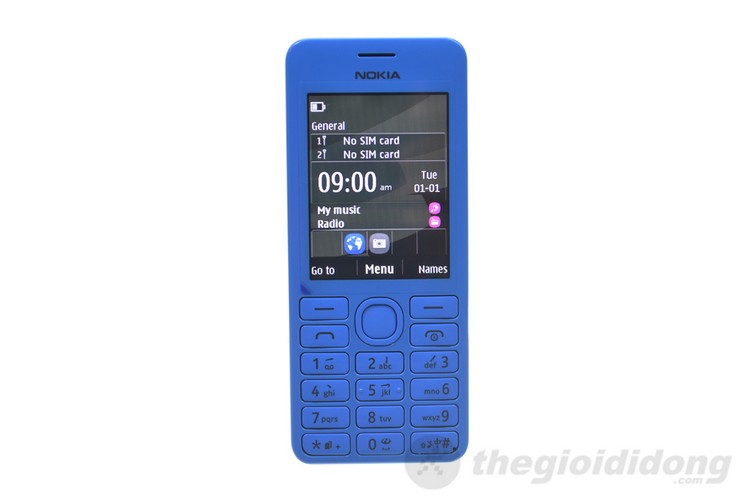 NOKIA
General
1 No SIM card
2 No SIM card
09:00 am
Tue
01-01
My music
Radio
Go to Menu Names
1 2 abc def 3
4 ghi 5 jkl mno 6
7 pqrs 8 tuv wxyz 9
* + 0 #
thegioididong
.com